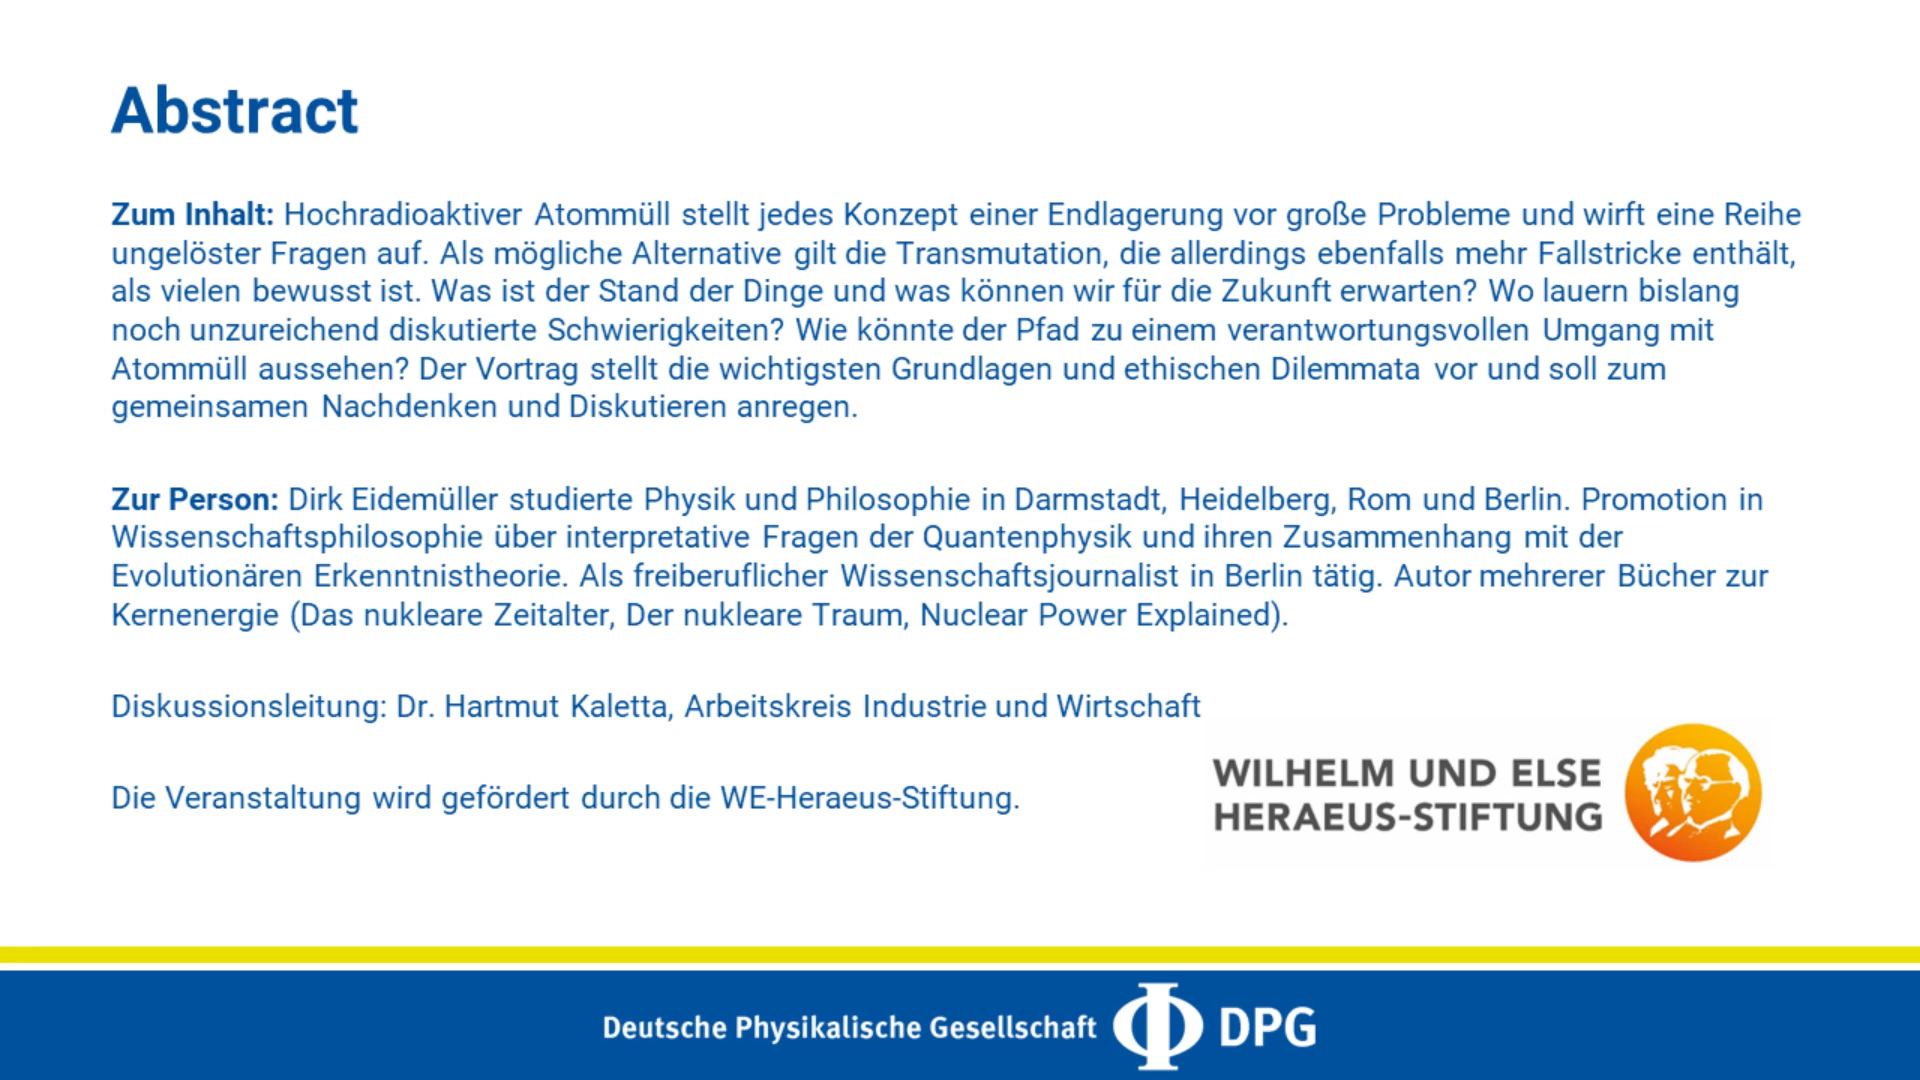 Abstract
Zum Inhalt: Hochradioaktiver Atommüll stellt jedes Konzept einer Endlagerung vor große Probleme und wirft eine Reihe
ungelöster Fragen auf. Als mögliche Alternative gilt die Transmutation, die allerdings ebenfalls mehr Fallstricke enthält,
als vielen bewusst ist. Was ist der Stand der Dinge und was können wir für die Zukunft erwarten? Wo lauern bislang
noch unzureichend diskutierte Schwierigkeiten? Wie könnte der Pfad zu einem verantwortungsvollen Umgang mit
Atommüll aussehen? Der Vortrag stellt die wichtigsten Grundlagen und ethischen Dilemmata vor und soll zum
gemeinsamen Nachdenken und Diskutieren anregen.
Zur Person: Dirk Eidemüller studierte Physik und Philosophie in Darmstadt, Heidelberg, Rom und Berlin. Promotion in
Wissenschaftsphilosophie über interpretative Fragen der Quantenphysik und ihren Zusammenhang mit der
Evolutionären Erkenntnistheorie. Als freiberuflicher Wissenschaftsjournalist in Berlin tätig. Autor mehrerer Bücher zur
Kernenergie (Das nukleare Zeitalter, Der nukleare Traum, Nuclear Power Explained).
Diskussionsleitung: Dr. Hartmut Kaletta, Arbeitskreis Industrie und Wirtschaft
Die Veranstaltung wird gefördert durch die WE-Heraeus-Stiftung.
WILHELM UND ELSE
HERAEUS-STIFTUNG
Deutsche Physikalische Gesellschaft DPG